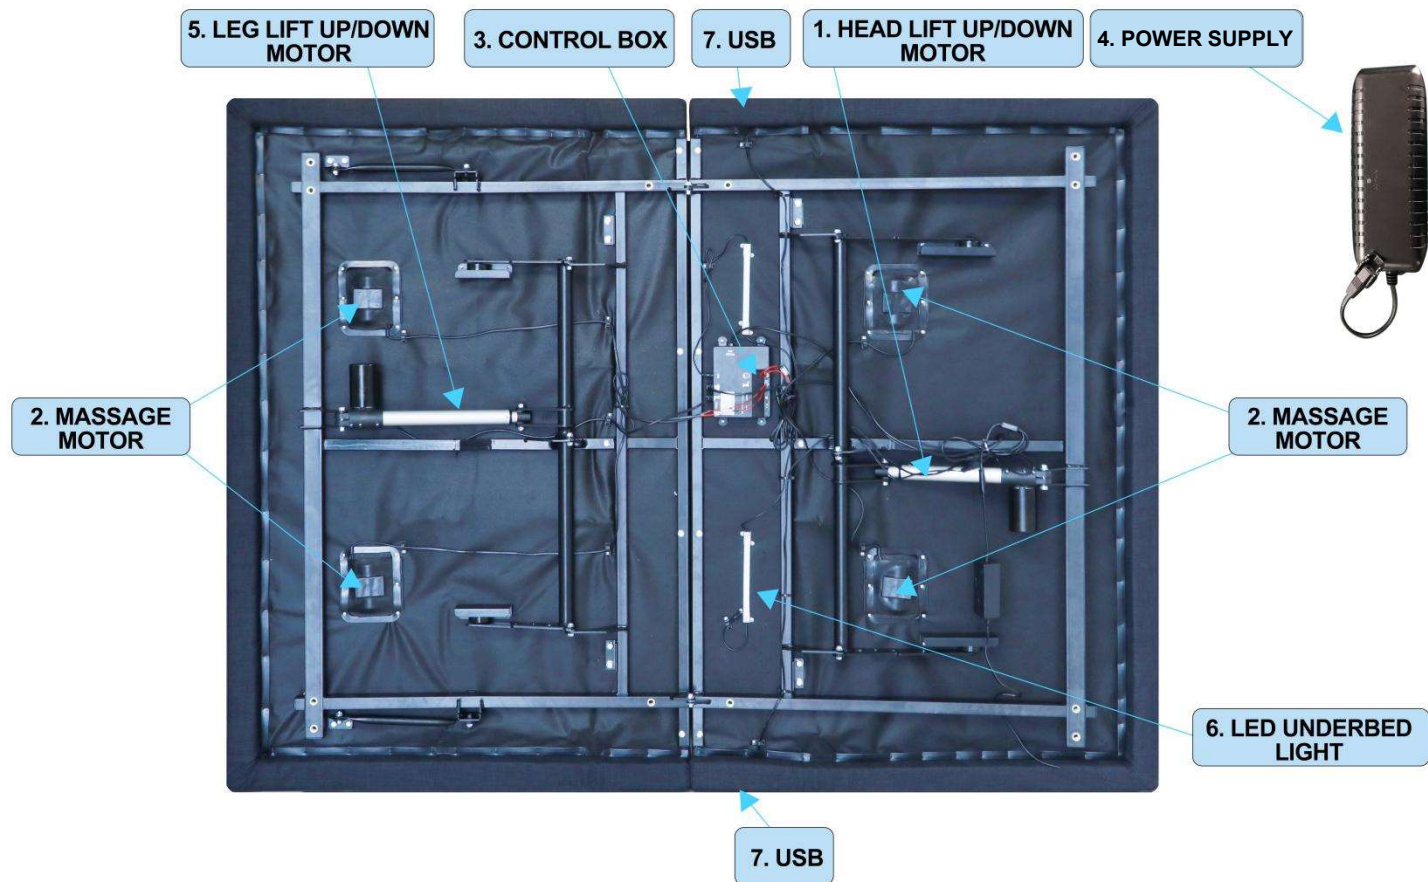 5. LEG LIFT UP/DOWN
MOTOR
3. CONTROL BOX
7. USB
1. HEAD LIFT UP/DOWN
MOTOR
4. POWER SUPPLY
2. MASSAGE
MOTOR
2. MASSAGE
MOTOR
6. LED UNDERBED
LIGHT
7. USB